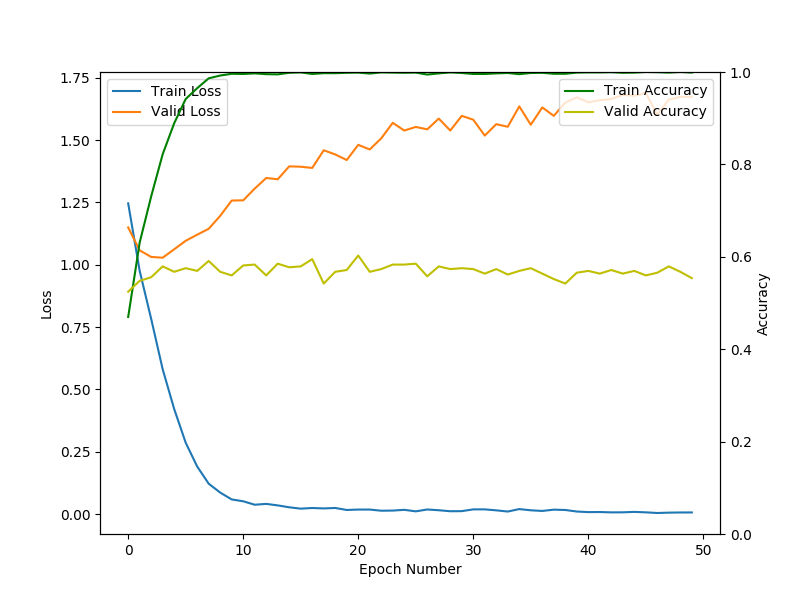 Train Loss
Valid Loss
Train Accuracy
Valid Accuracy
1.75
1.50
1.25
1.00
0.75
0.50
0.25
0.00
Loss
1.0
0.8
0.6
0.4
0.2
0.0
Accuracy
0 10 20 30 40 50
Epoch Number